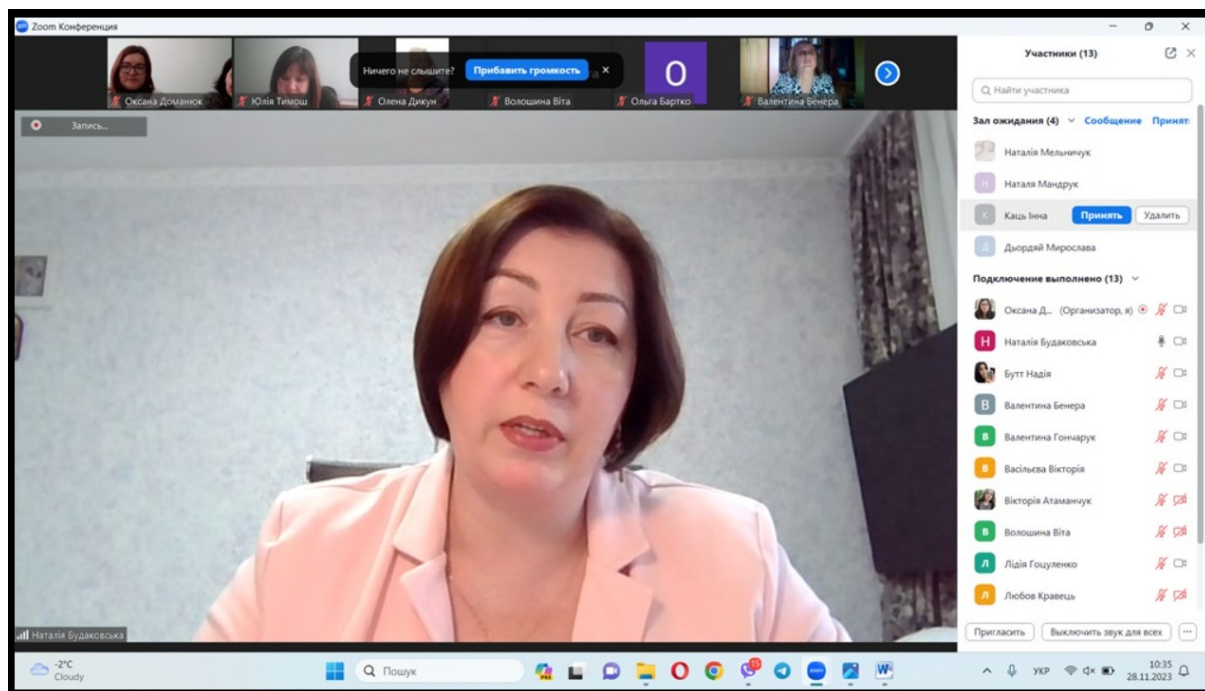 Zoom Конференция
Оксана Доманюк
Юлія Тимош
Олена Дикун
Волошина Віта
Ольга Бартко
Валентина Бенера
Ничего не слышите? Прибавить громкость
О
Запись...
Наталія Будаковська
Участники (13)
Найти участника
Зал ожидания (4) Сообщение Принят
Наталія Мельничук
Н Наталя Мандрук
К Каць Інна Принять Удалить
Д Дьордяй Мирослава
Подключение выполнено (13)
Оксана Д... (Организатор, я)
Н Наталія Будаковська
Бутт Надія
В Валентина Бенера
В Валентина Гончарук
В Васільєва Вікторія
Вікторія Атаманчук
В Волошина Віта
Л Лідія Гоцуленко
Л Любов Кравець
Пригласить Выключить звук для всех ...
-2°C
Cloudy
Пошук
PRE
15
zoom
W
УКР
10:35
28.11.2023